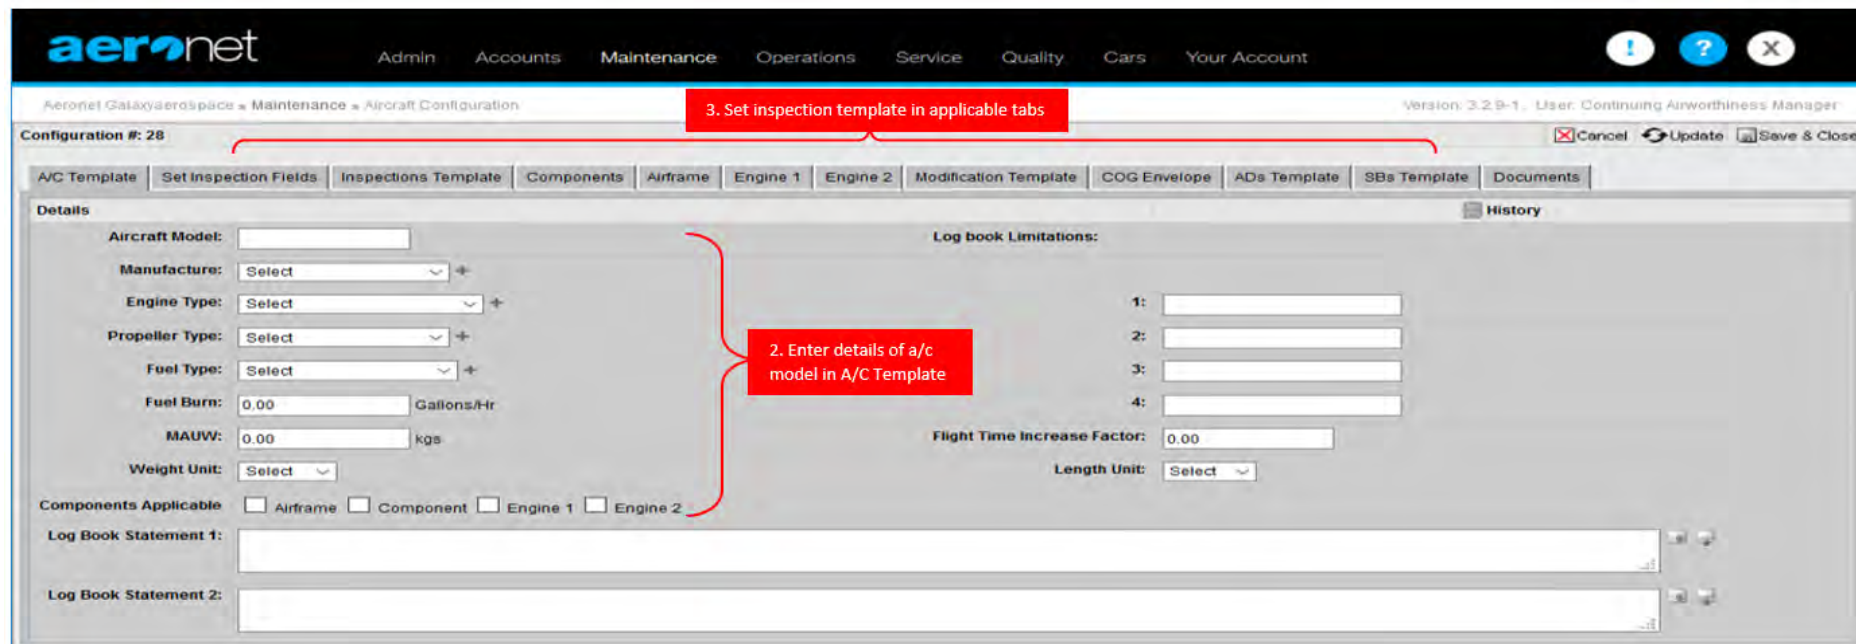 aeronet
Admin Accounts Maintenance Operations Service Quality Cars Your Account ! ? X
Aeronet Galaxyaerospace » Maintenance » Aircraft Configuration
3. Set inspection template in applicable tabs
Version: 3.2.9-1, User: Continuing Airworthiness Manager
Configuration #: 28
Cancel Update Save & Close
A/C Template Set Inspection Fields Inspections Template Components Airframe Engine 1 Engine 2 Modification Template COG Envelope ADs Template SBs Template Documents
Details History
Aircraft Model: Log book Limitations:
Manufacture: Select +
Engine Type: Select + 1:
Propeller Type: Select + 2:
2. Enter details of a/c
model in A/C Template
Fuel Type: Select + 3:
Fuel Burn: 0.00 Gallons/Hr 4:
MAUW: 0.00 kgs Flight Time Increase Factor: 0.00
Weight Unit: Select Length Unit: Select
Components Applicable Airframe Component Engine 1 Engine 2
Log Book Statement 1:
Log Book Statement 2: